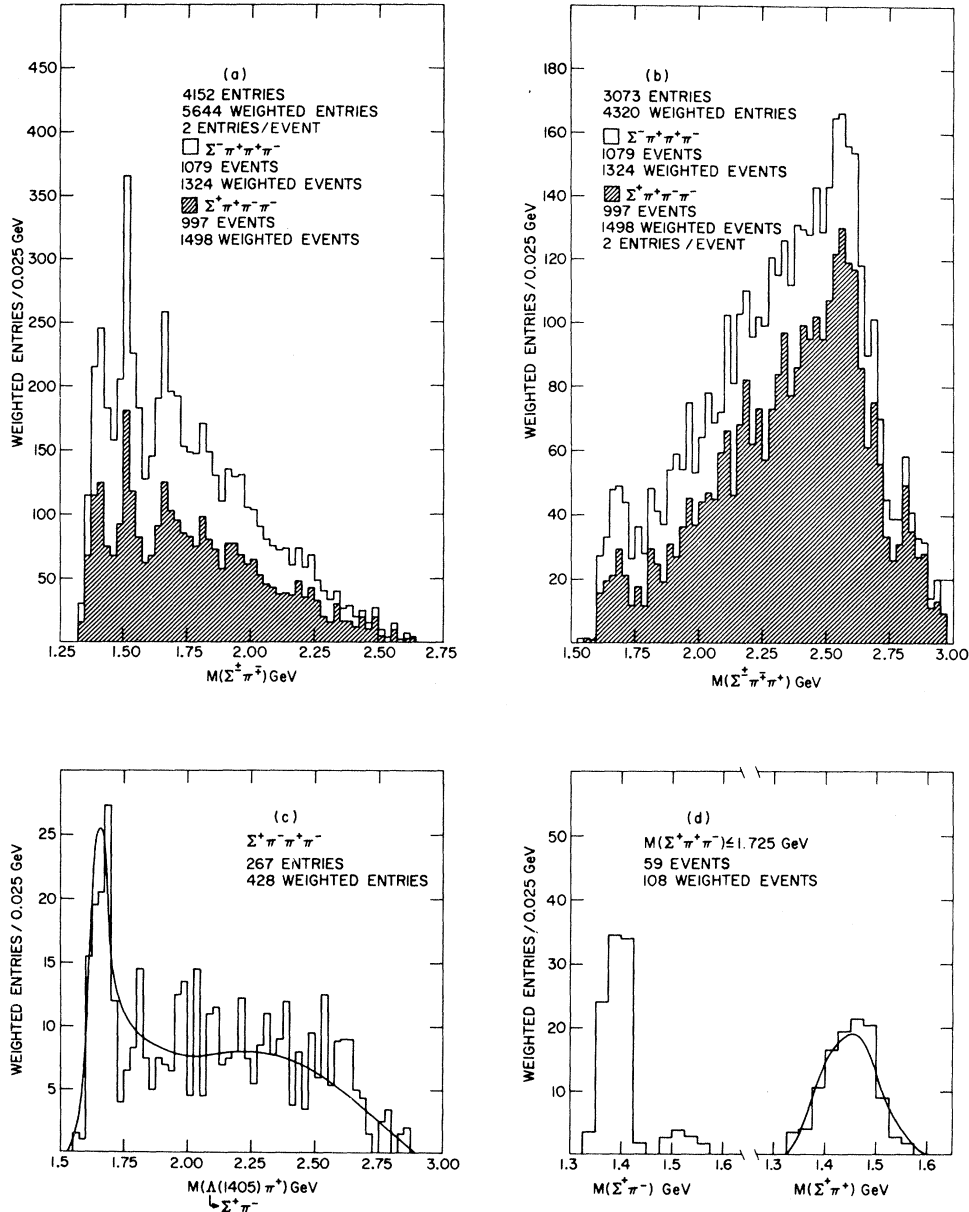 450
400
350
300
250
200
150
100
50
WEIGHTED ENTRIES / 0.025 GeV
(a)
4152 ENTRIES
5644 WEIGHTED ENTRIES
2 ENTRIES/EVENT
Σ⁻π⁺π⁺π⁻
1079 EVENTS
1324 WEIGHTED EVENTS
Σ⁺π⁺π⁻π⁻
997 EVENTS
1498 WEIGHTED EVENTS
1.25 1.50 1.75 2.00 2.25 2.50 2.75
M(Σ±π∓) GeV
180
160
140
120
100
80
60
40
20
WEIGHTED ENTRIES / 0.025 GeV
(b)
3073 ENTRIES
4320 WEIGHTED ENTRIES
Σ⁻π⁺π⁺π⁻
1079 EVENTS
1324 WEIGHTED EVENTS
Σ⁺π⁺π⁻π⁻
997 EVENTS
1498 WEIGHTED EVENTS
2 ENTRIES / EVENT
1.50 1.75 2.00 2.25 2.50 2.75 3.00
M(Σ±π∓π⁺) GeV
25
20
15
10
5
WEIGHTED ENTRIES / 0.025 GeV
(c)
Σ⁺π⁻π⁺π⁻
267 ENTRIES
428 WEIGHTED ENTRIES
1.5 1.75 2.00 2.25 2.50 2.75 3.00
M(Λ(1405)π⁺) GeV
↳Σ⁺π⁻
50
40
30
20
10
WEIGHTED ENTRIES / 0.025 GeV
(d)
M(Σ⁺π⁺π⁻)≤1.725 GeV
59 EVENTS
108 WEIGHTED EVENTS
1.3 1.4 1.5 1.6 1.3 1.4 1.5 1.6
M(Σ⁺π⁻) M(Σ⁺π⁺) GeV